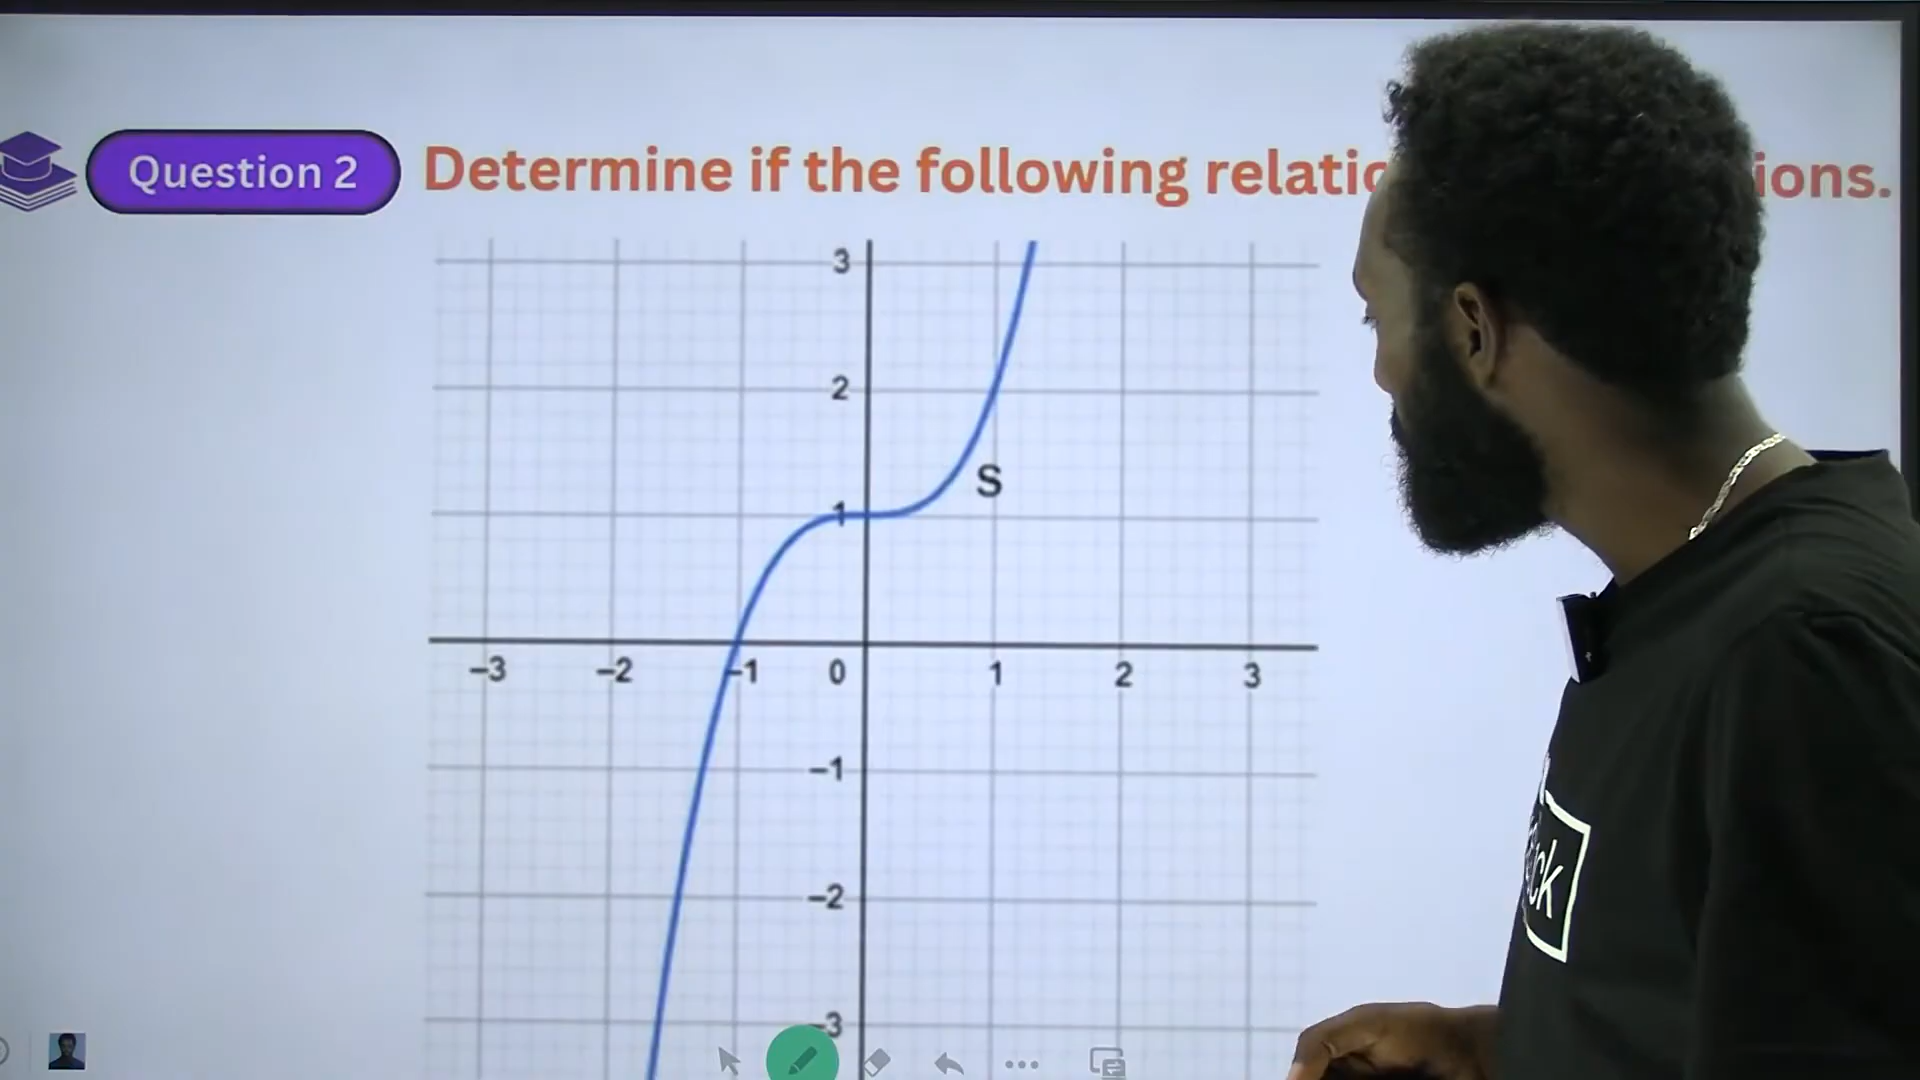 Question 2 Determine if the following ions.
3
2
S
1
-3 -2 -1 0 1 2 3
-1
-2
-3
ck